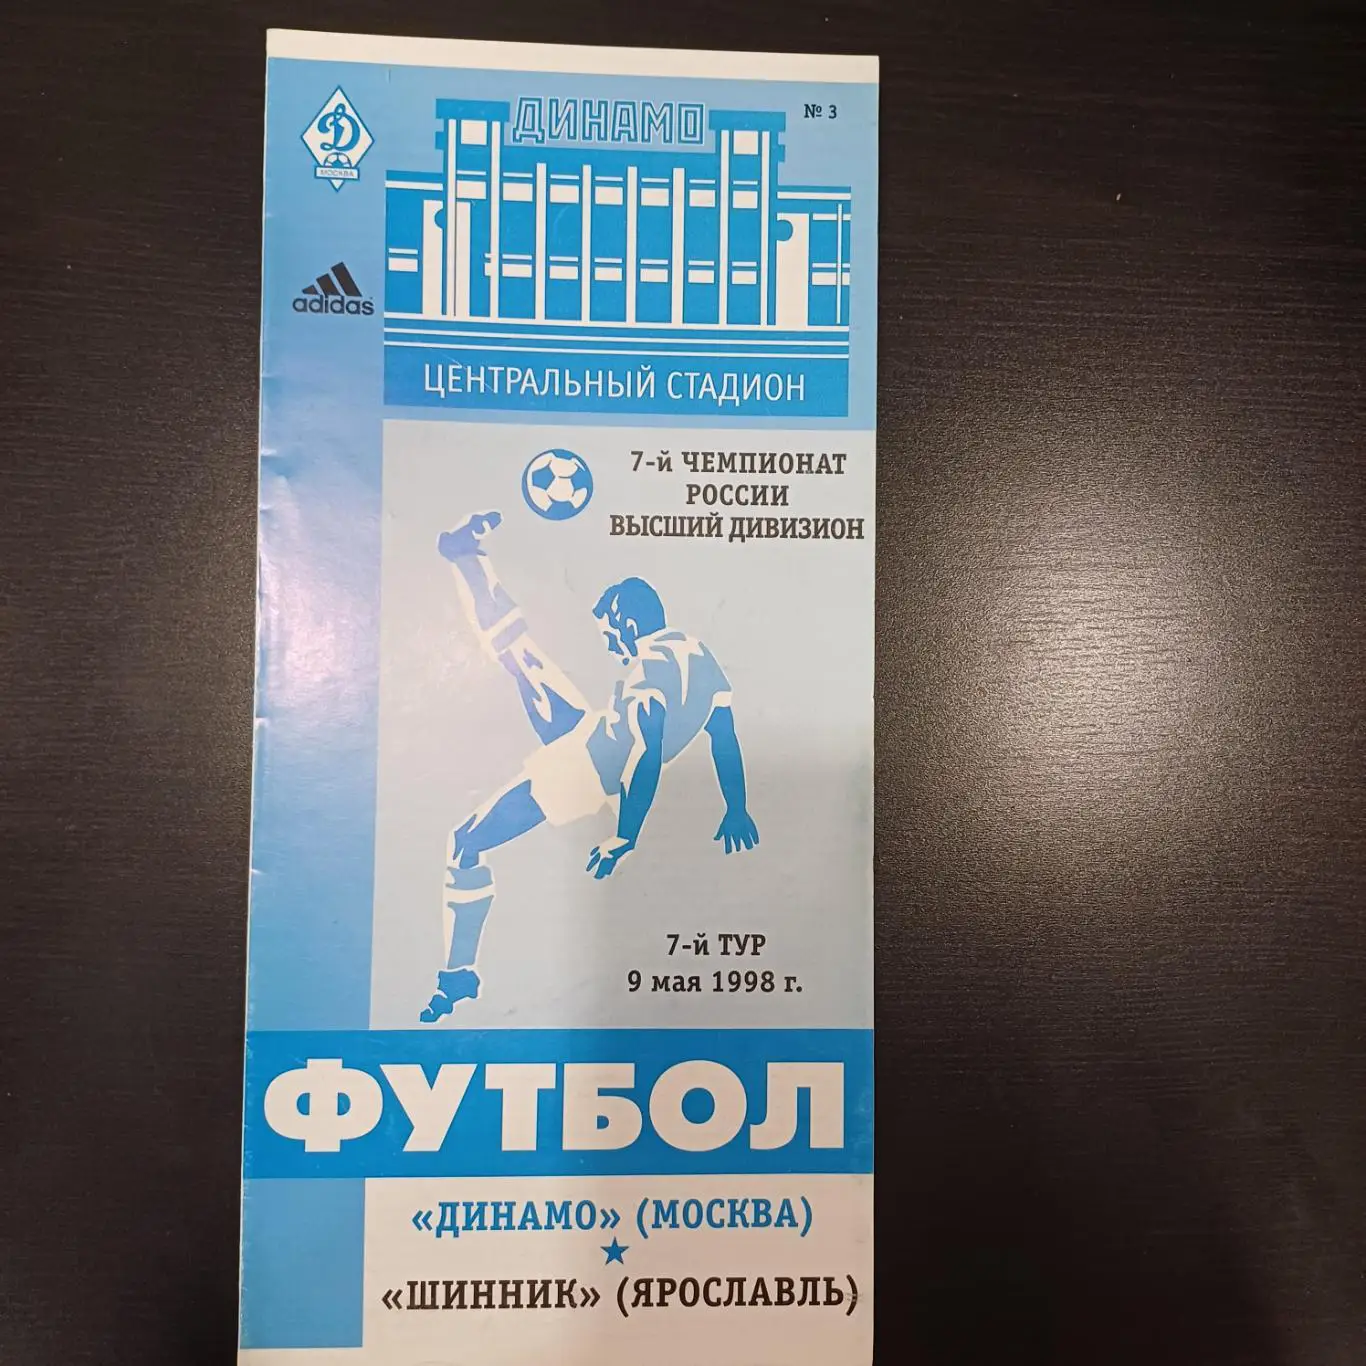 ДИНАМО
№ 3
Д
МОСКВА
adidas
ЦЕНТРАЛЬНЫЙ СТАДИОН
7-й ЧЕМПИОНАТ
РОССИИ
ВЫСШИЙ ДИВИЗИОН
7-й ТУР
9 мая 1998 г.
ФУТБОЛ
«ДИНАМО» (МОСКВА)
«ШИННИК» (ЯРОСЛАВЛЬ)